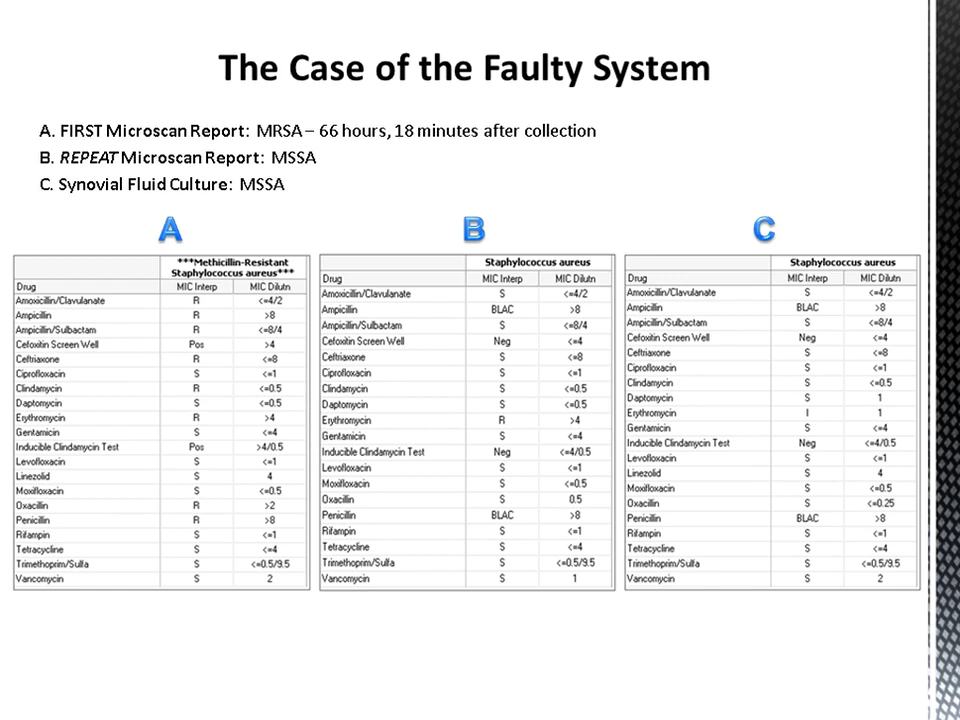 The Case of the Faulty System
A. FIRST Microscan Report: MRSA – 66 hours, 18 minutes after collection
B. REPEAT Microscan Report: MSSA
C. Synovial Fluid Culture: MSSA
A
***Methicillin-Resistant
Staphylococcus aureus***
Drug MIC Interp MIC Dilutn
Amoxicillin/Clavulanate R <=4/2
Ampicillin R >8
Ampicillin/Sulbactam R <=8/4
Cefoxitin Screen Well Pos >4
Ceftriaxone R <=8
Ciprofloxacin S <=1
Clindamycin R <=0.5
Daptomycin S <=0.5
Erythromycin R >4
Gentamicin S <=4
Inducible Clindamycin Test Pos >4/0.5
Levofloxacin S <=1
Linezolid S 4
Moxifloxacin S <=0.5
Oxacillin R >2
Penicillin R >8
Rifampin S <=1
Tetracycline S <=4
Trimethoprim/Sulfa S <=0.5/9.5
Vancomycin S 2
B
Staphylococcus aureus
Drug MIC Interp MIC Dilutn
Amoxicillin/Clavulanate S <=4/2
Ampicillin BLAC >8
Ampicillin/Sulbactam S <=8/4
Cefoxitin Screen Well Neg <=4
Ceftriaxone S <=8
Ciprofloxacin S <=1
Clindamycin S <=0.5
Daptomycin S <=0.5
Erythromycin R >4
Gentamicin S <=4
Inducible Clindamycin Test Neg <=4/0.5
Levofloxacin S <=1
Moxifloxacin S <=0.5
Oxacillin S 0.5
Penicillin BLAC >8
Rifampin S <=1
Tetracycline S <=4
Trimethoprim/Sulfa S <=0.5/9.5
Vancomycin S 1
C
Staphylococcus aureus
Drug MIC Interp MIC Dilutn
Amoxicillin/Clavulanate S <=4/2
Ampicillin BLAC >8
Ampicillin/Sulbactam S <=8/4
Cefoxitin Screen Well Neg <=4
Ceftriaxone S <=8
Ciprofloxacin S <=1
Clindamycin S <=0.5
Daptomycin S 1
Erythromycin I 1
Gentamicin S <=4
Inducible Clindamycin Test Neg <=4/0.5
Levofloxacin S <=1
Linezolid S 4
Moxifloxacin S <=0.5
Oxacillin S <=0.25
Penicillin BLAC >8
Rifampin S <=1
Tetracycline S <=4
Trimethoprim/Sulfa S <=0.5/9.5
Vancomycin S 2